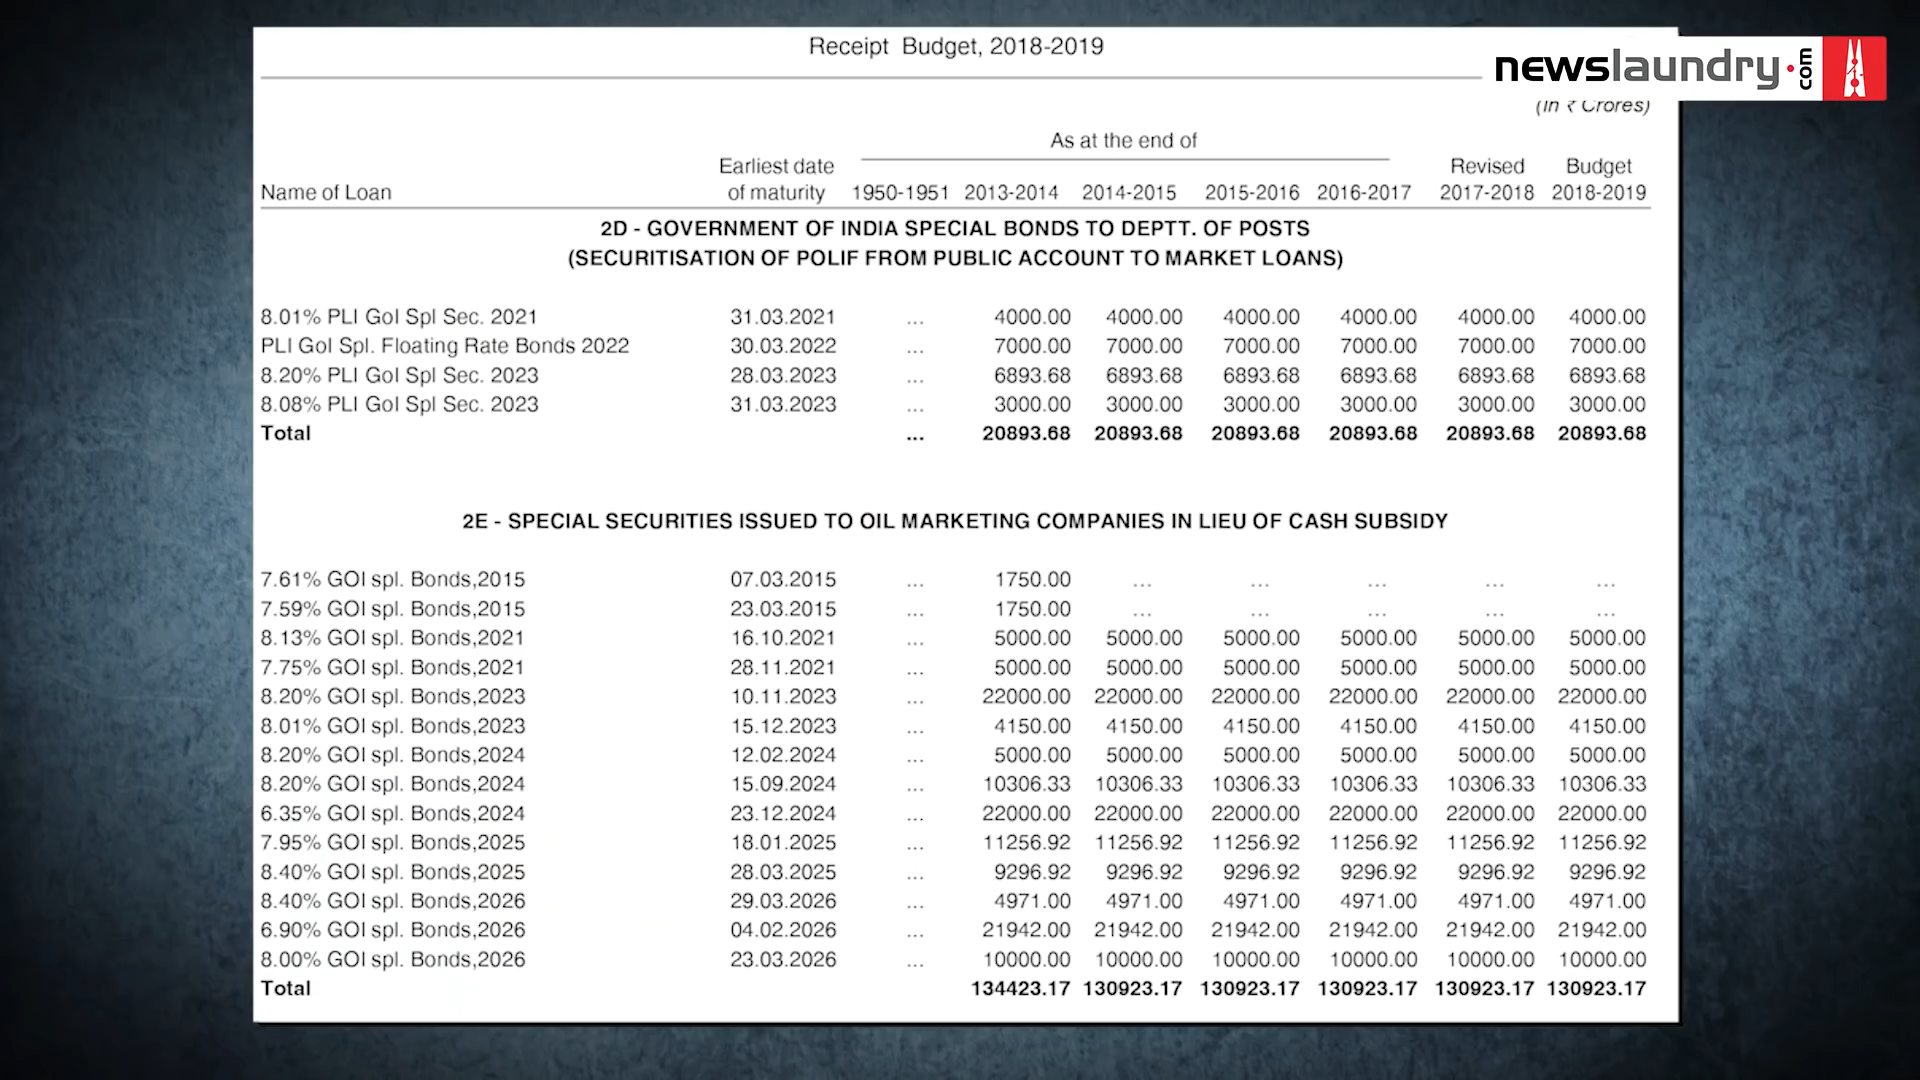 Receipt Budget, 2018-2019
newslaundry.com
(In ₹ Crores)
As at the end of
Earliest date Revised Budget
Name of Loan of maturity 1950-1951 2013-2014 2014-2015 2015-2016 2016-2017 2017-2018 2018-2019
2D - GOVERNMENT OF INDIA SPECIAL BONDS TO DEPTT. OF POSTS
(SECURITISATION OF POLIF FROM PUBLIC ACCOUNT TO MARKET LOANS)
8.01% PLI GoI Spl Sec. 2021 31.03.2021 ... 4000.00 4000.00 4000.00 4000.00 4000.00 4000.00
PLI GoI Spl. Floating Rate Bonds 2022 30.03.2022 ... 7000.00 7000.00 7000.00 7000.00 7000.00 7000.00
8.20% PLI GoI Spl Sec. 2023 28.03.2023 ... 6893.68 6893.68 6893.68 6893.68 6893.68 6893.68
8.08% PLI GoI Spl Sec. 2023 31.03.2023 ... 3000.00 3000.00 3000.00 3000.00 3000.00 3000.00
Total ... 20893.68 20893.68 20893.68 20893.68 20893.68 20893.68
2E - SPECIAL SECURITIES ISSUED TO OIL MARKETING COMPANIES IN LIEU OF CASH SUBSIDY
7.61% GOI spl. Bonds,2015 07.03.2015 ... 1750.00 ... ... ... ... ...
7.59% GOI spl. Bonds,2015 23.03.2015 ... 1750.00 ... ... ... ... ...
8.13% GOI spl. Bonds,2021 16.10.2021 ... 5000.00 5000.00 5000.00 5000.00 5000.00 5000.00
7.75% GOI spl. Bonds,2021 28.11.2021 ... 5000.00 5000.00 5000.00 5000.00 5000.00 5000.00
8.20% GOI spl. Bonds,2023 10.11.2023 ... 22000.00 22000.00 22000.00 22000.00 22000.00 22000.00
8.01% GOI spl. Bonds,2023 15.12.2023 ... 4150.00 4150.00 4150.00 4150.00 4150.00 4150.00
8.20% GOI spl. Bonds,2024 12.02.2024 ... 5000.00 5000.00 5000.00 5000.00 5000.00 5000.00
8.20% GOI spl. Bonds,2024 15.09.2024 ... 10306.33 10306.33 10306.33 10306.33 10306.33 10306.33
6.35% GOI spl. Bonds,2024 23.12.2024 ... 22000.00 22000.00 22000.00 22000.00 22000.00 22000.00
7.95% GOI spl. Bonds,2025 18.01.2025 ... 11256.92 11256.92 11256.92 11256.92 11256.92 11256.92
8.40% GOI spl. Bonds,2025 28.03.2025 ... 9296.92 9296.92 9296.92 9296.92 9296.92 9296.92
8.40% GOI spl. Bonds,2026 29.03.2026 ... 4971.00 4971.00 4971.00 4971.00 4971.00 4971.00
6.90% GOI spl. Bonds,2026 04.02.2026 ... 21942.00 21942.00 21942.00 21942.00 21942.00 21942.00
8.00% GOI spl. Bonds,2026 23.03.2026 ... 10000.00 10000.00 10000.00 10000.00 10000.00 10000.00
Total 134423.17 130923.17 130923.17 130923.17 130923.17 130923.17